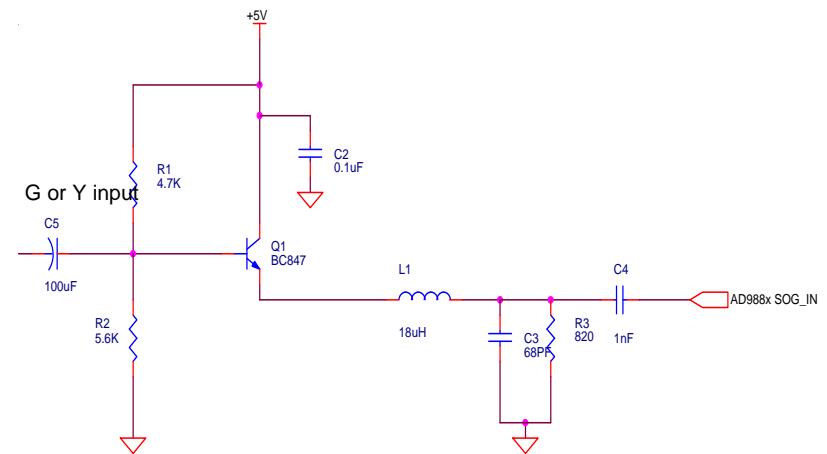 +5V
C2
0.1uF
R1
4.7K
G or Y input
C5
100uF
Q1
BC847
L1
18uH
C4
1nF
AD988x SOG_IN
R2
5.6K
C3
68PF
R3
820